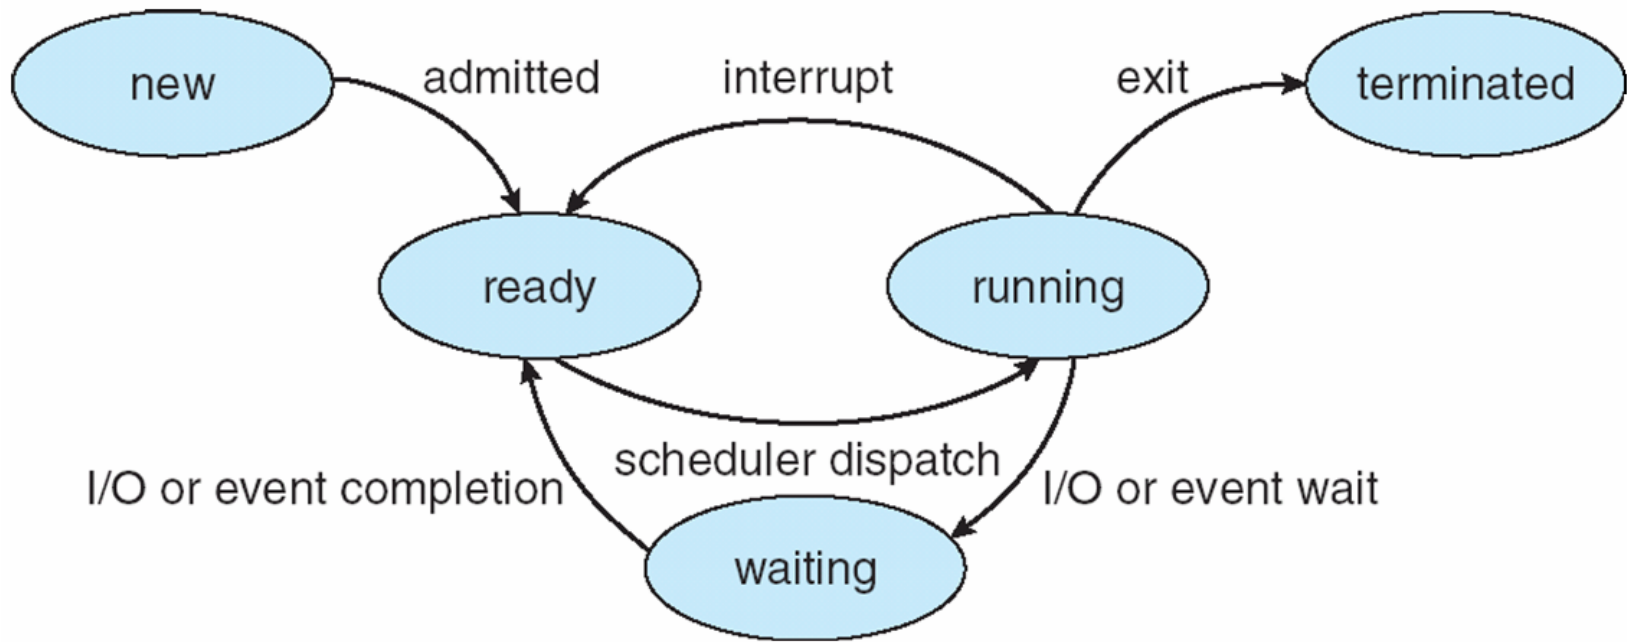 new
admitted
interrupt
exit
terminated
ready
running
scheduler dispatch
I/O or event completion
I/O or event wait
waiting